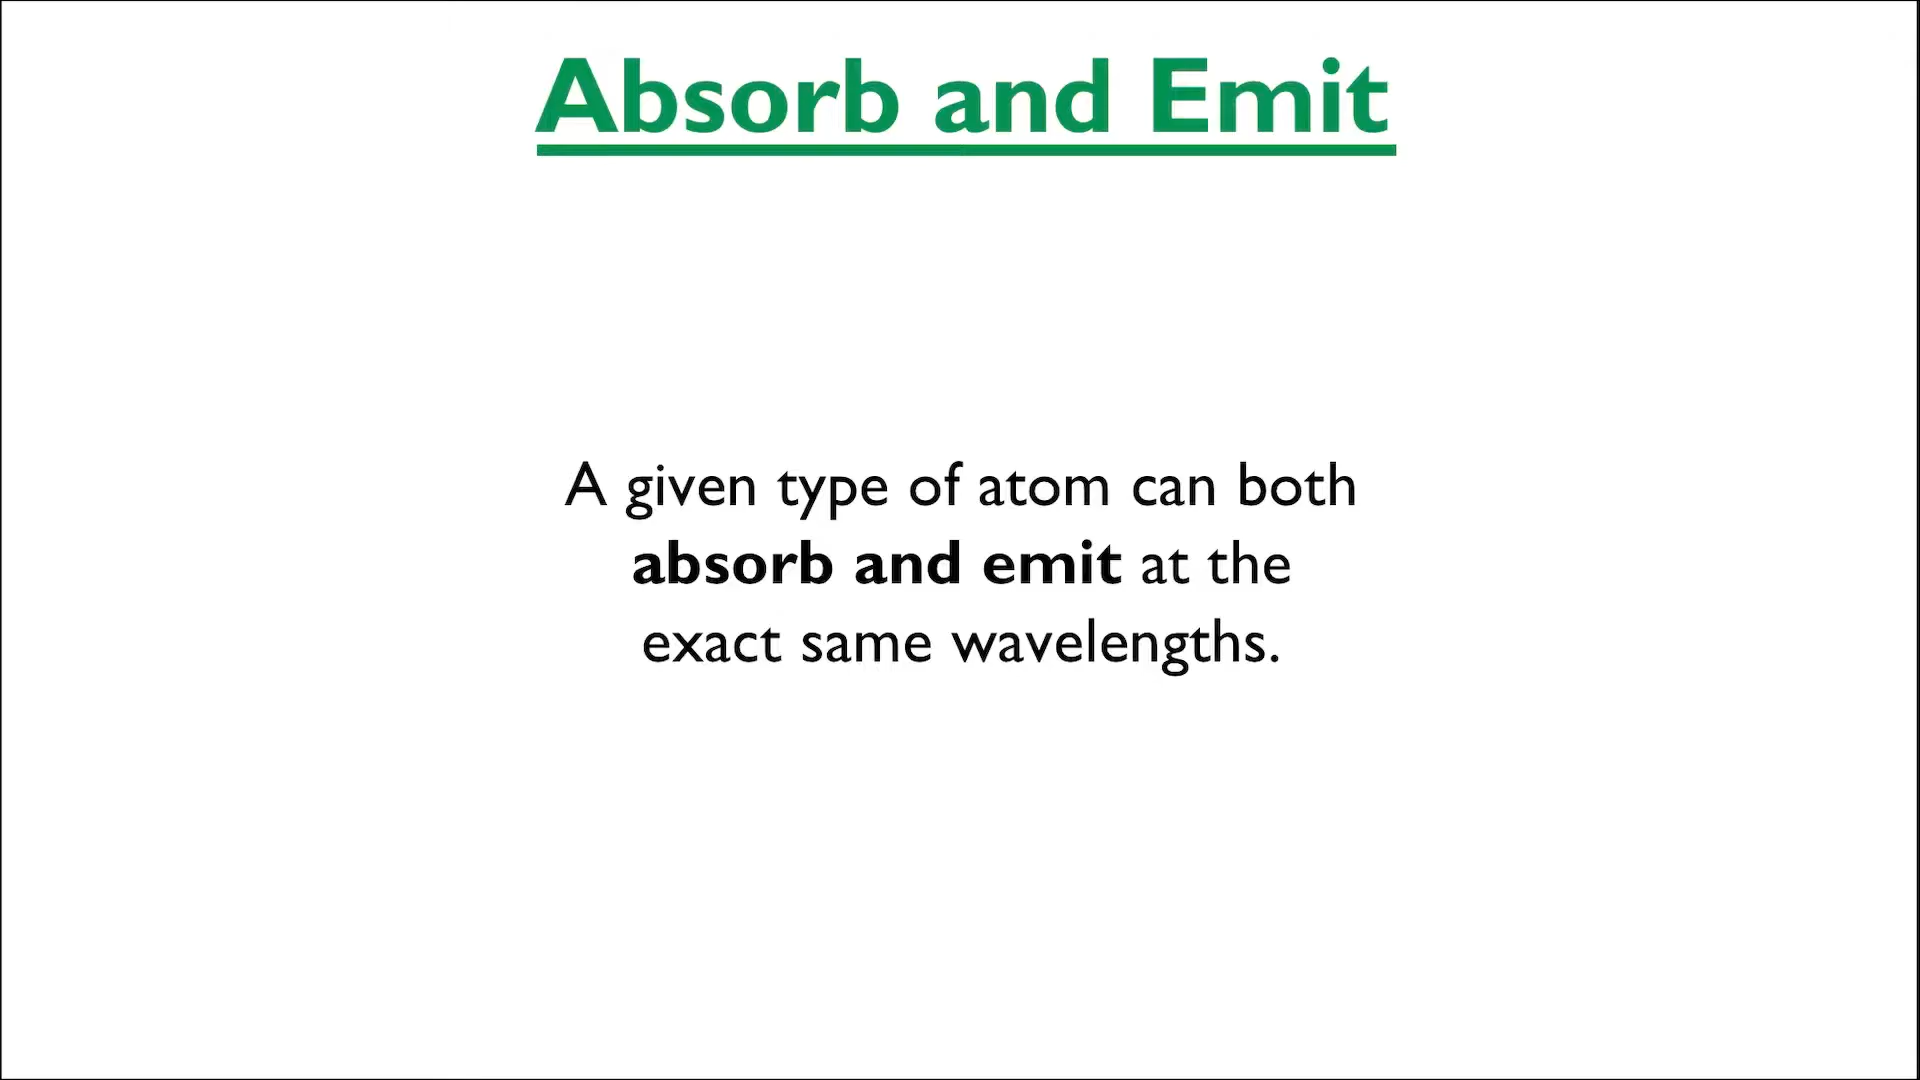 Absorb and Emit
A given type of atom can both
absorb and emit at the
exact same wavelengths.